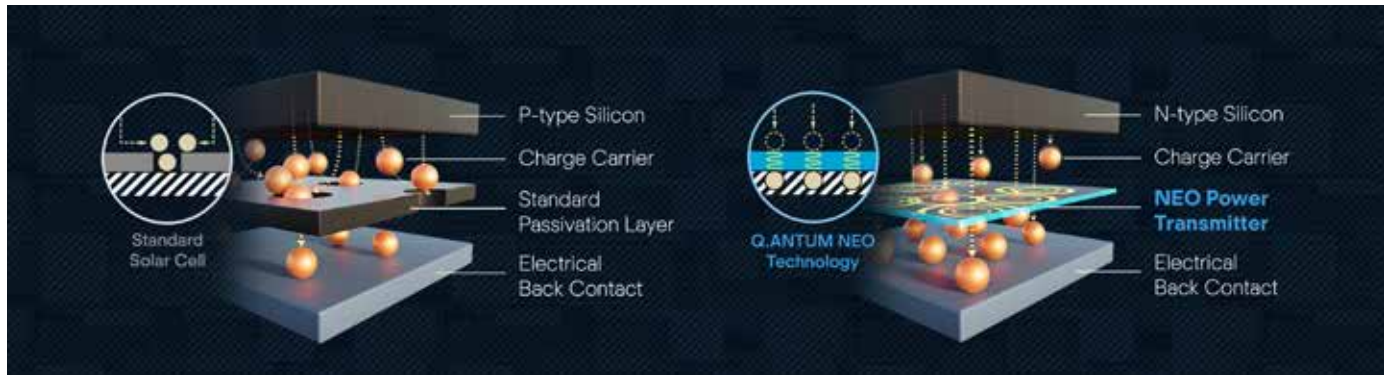 P-type Silicon
Charge Carrier
Standard
Passivation Layer
Electrical
Back Contact
Standard
Solar Cell
N-type Silicon
Charge Carrier
NEO Power
Transmitter
Electrical
Back Contact
Q.ANTUM NEO
Technology